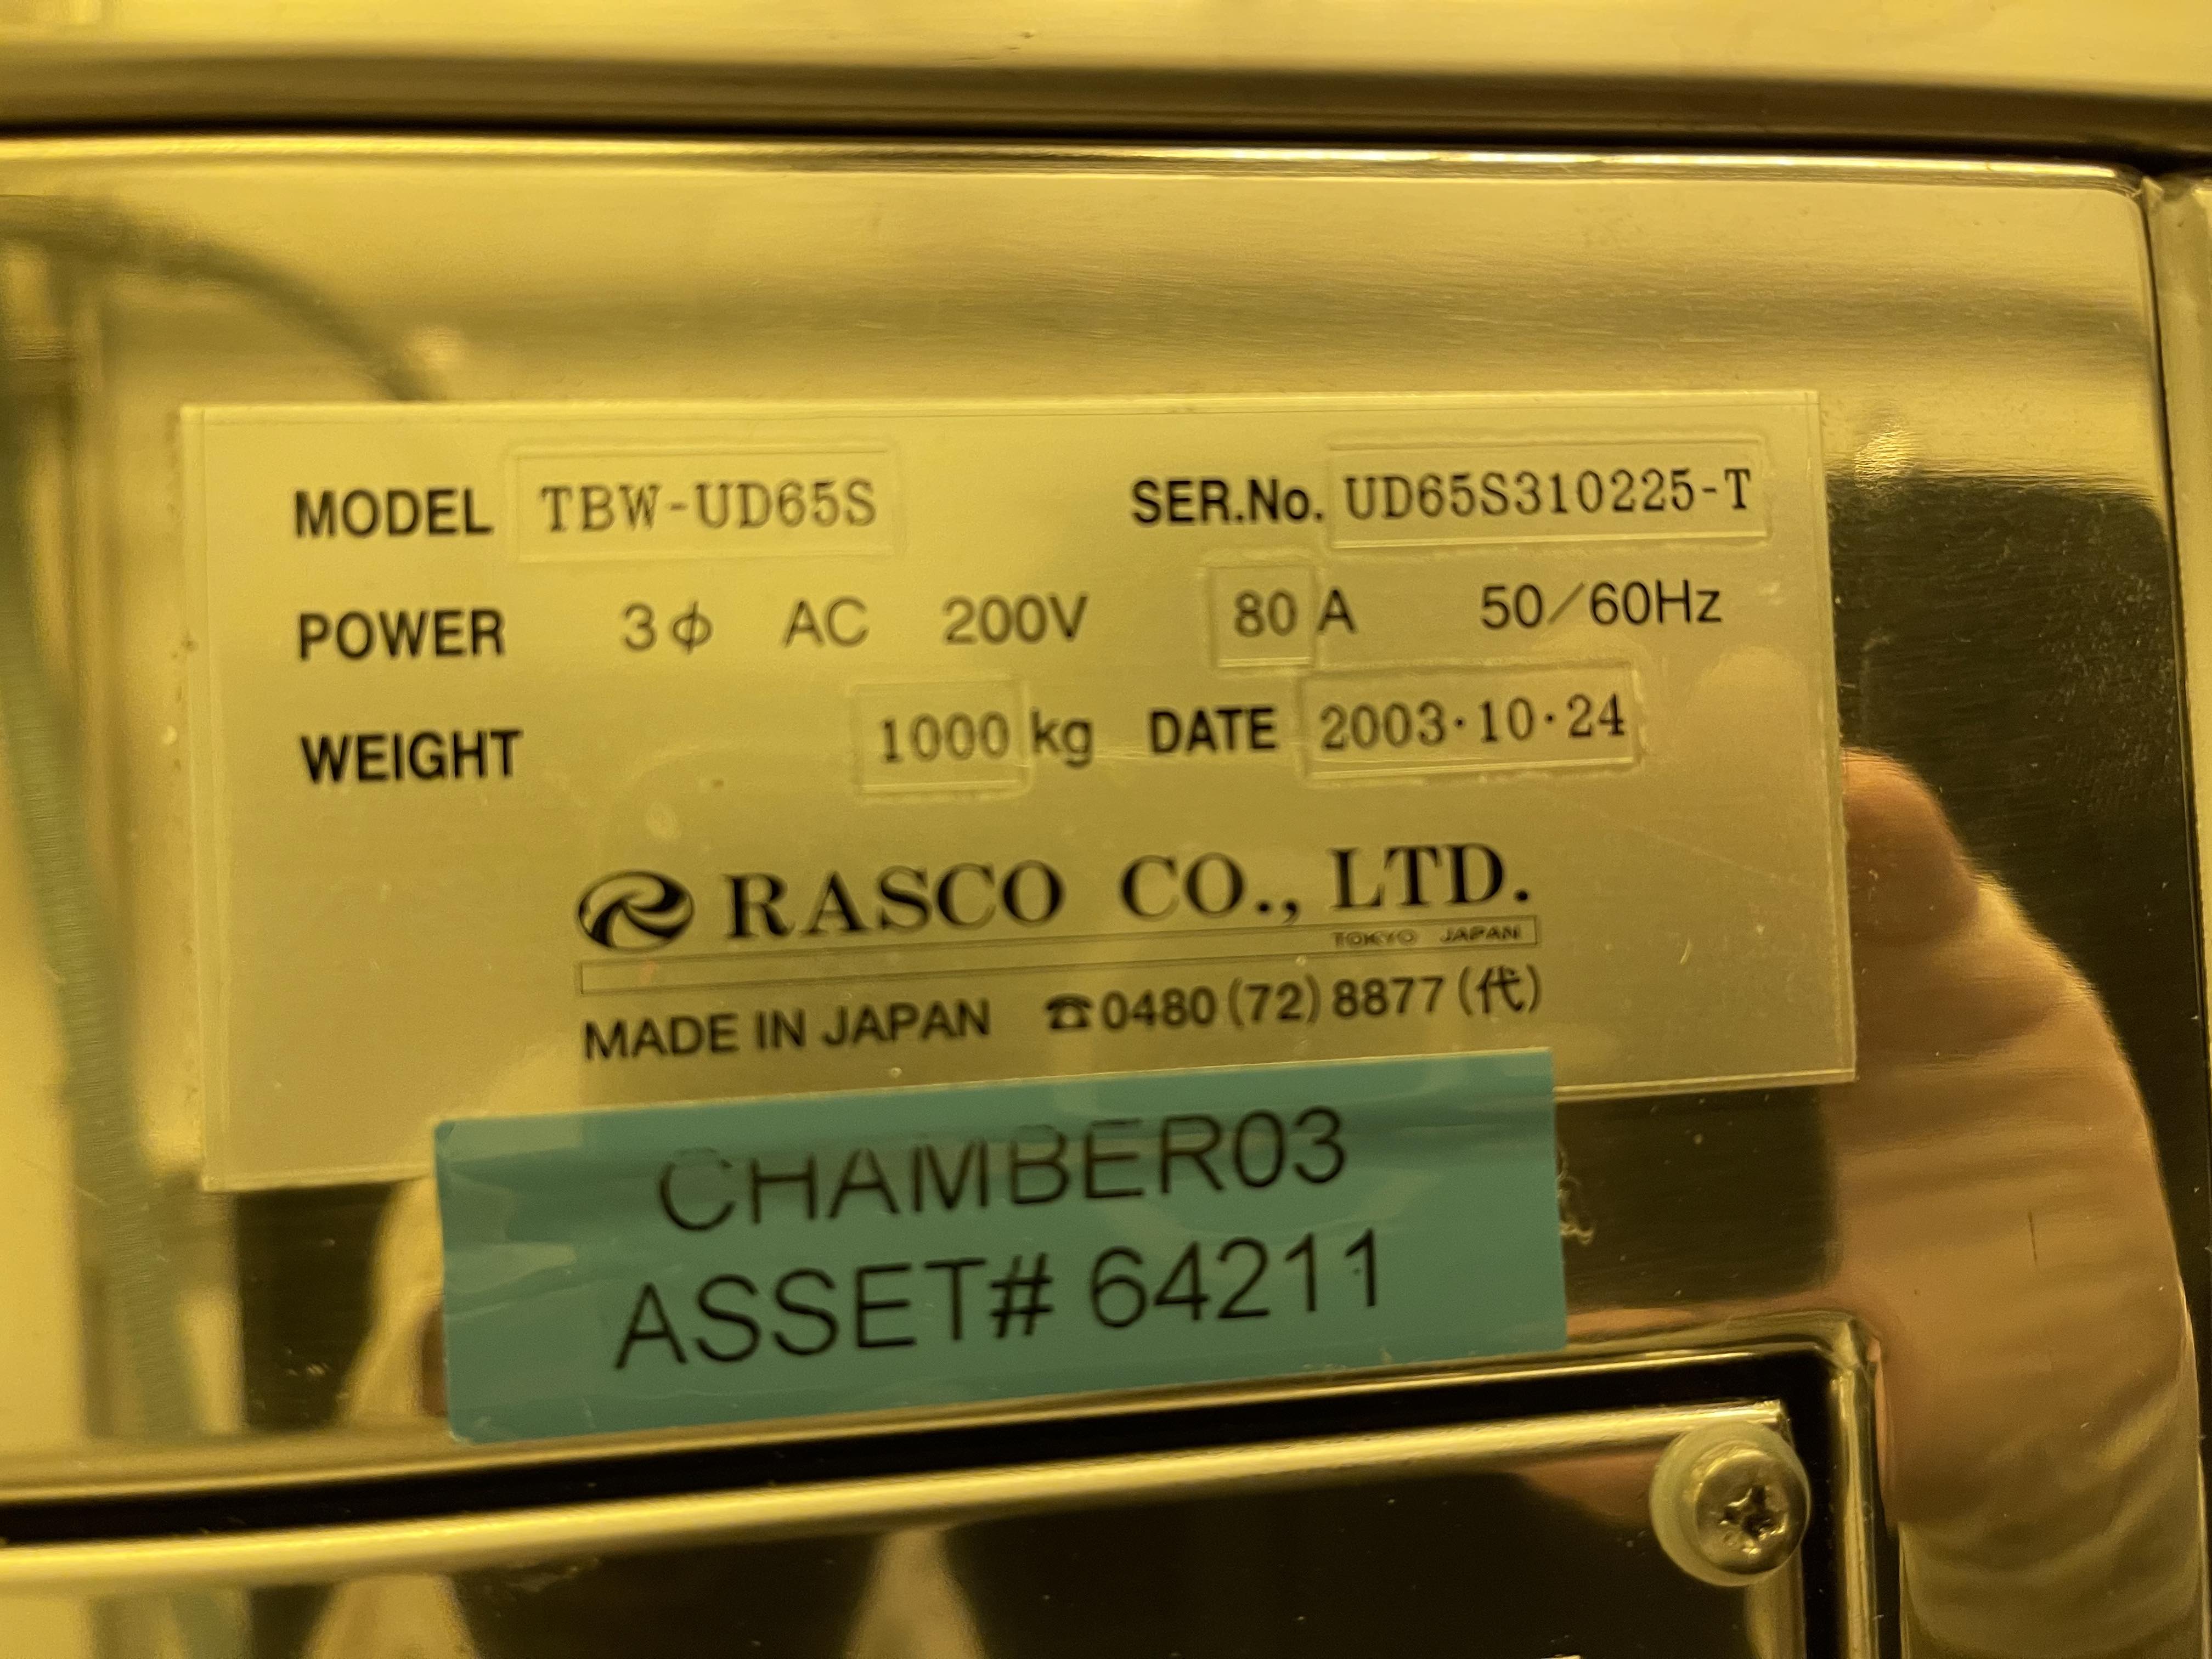 MODEL TBW-UD65S SER.No. UD65S310225-T
POWER 3φ AC 200V 80 A 50/60Hz
WEIGHT 1000 kg DATE 2003・10・24
RASCO CO., LTD.
TOKYO JAPAN
MADE IN JAPAN ☎0480(72)8877(代)
CHAMBER03
ASSET# 64211